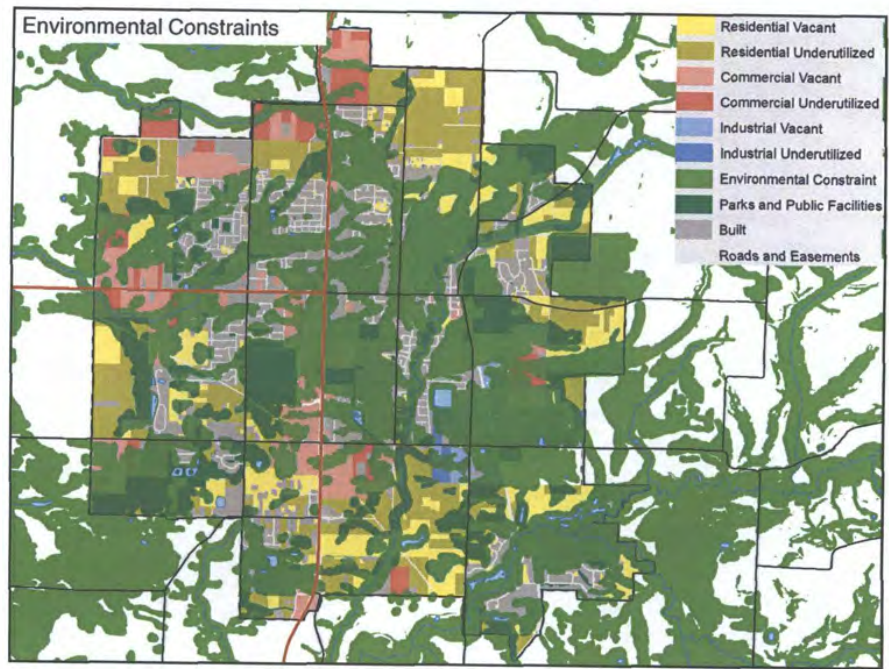 Environmental Constraints
Residential Vacant
Residential Underutilized
Commercial Vacant
Commercial Underutilized
Industrial Vacant
Industrial Underutilized
Environmental Constraint
Parks and Public Facilities
Built
Roads and Easements